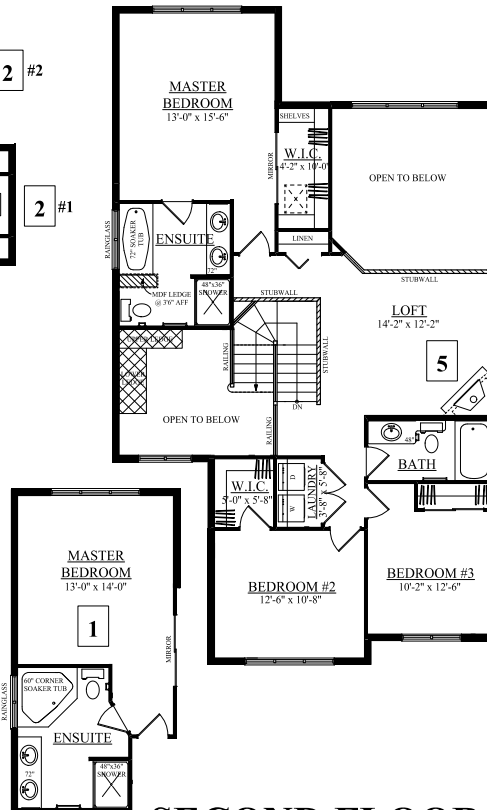 2 #2
2 #1
MASTER
BEDROOM
13'-0" x 15'-6"
SHELVES
W.I.C.
4'-2" x 10'-0"
MIRROR
OPEN TO BELOW
RAINGLASS
72" SOAKER
TUB
ENSUITE
72"
LINEN
48"x36"
SHOWER
MDF LEDGE
@ 3'6" AFF
STUBWALL
STUBWALL
LOFT
14'-2" x 12'-2"
5
RAILING
STUBWALL
DN
OPEN TO BELOW
RAILING
48"
BATH
W.I.C.
5'-0" x 5'-8"
D
W
LAUNDRY
3'-8" x 5'-8"
MASTER
BEDROOM
13'-0" x 14'-0"
1
MIRROR
BEDROOM #2
12'-6" x 10'-8"
BEDROOM #3
10'-2" x 12'-6"
60" CORNER
SOAKER TUB
RAINGLASS
ENSUITE
72"
48"x36"
SHOWER
SECOND FLOOR